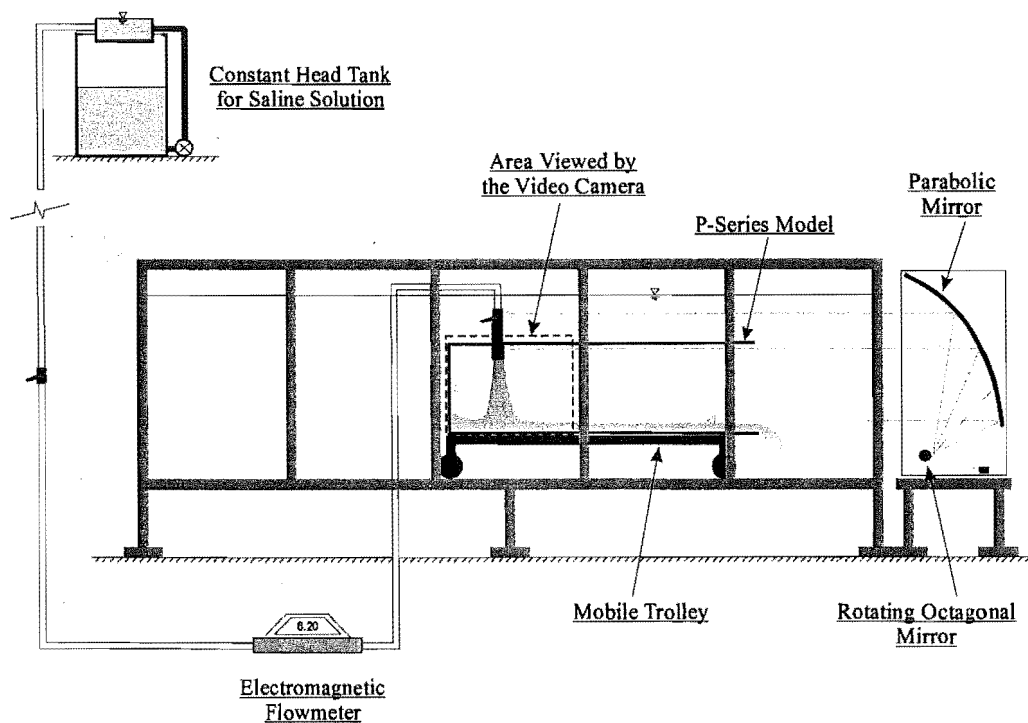 Constant Head Tank
for Saline Solution
Area Viewed by
the Video Camera
Parabolic
Mirror
P-Series Model
Mobile Trolley
Rotating Octagonal
Mirror
6.20
Electromagnetic
Flowmeter